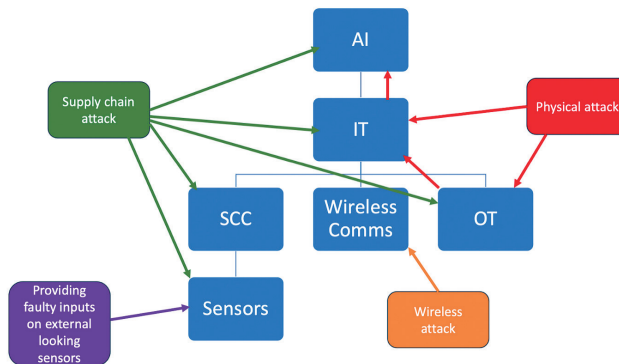 AI
Supply chain
attack
IT
Physical attack
SCC
Wireless
Comms
OT
Providing
faulty inputs
on external
looking
sensors
Sensors
Wireless
attack